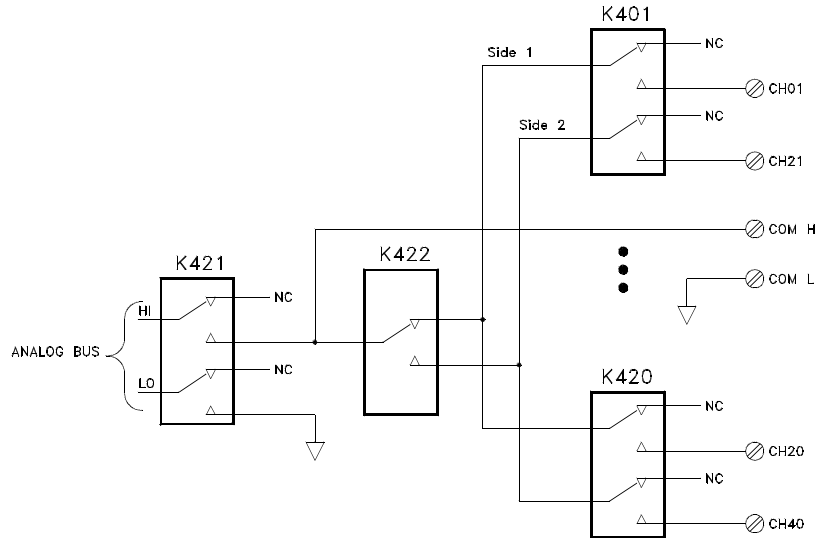 K401
NC
Side 1
CH01
NC
Side 2
CH21
COM H
K422
K421
COM L
NC
HI
ANALOG BUS
NC
K420
LO
NC
CH20
NC
CH40